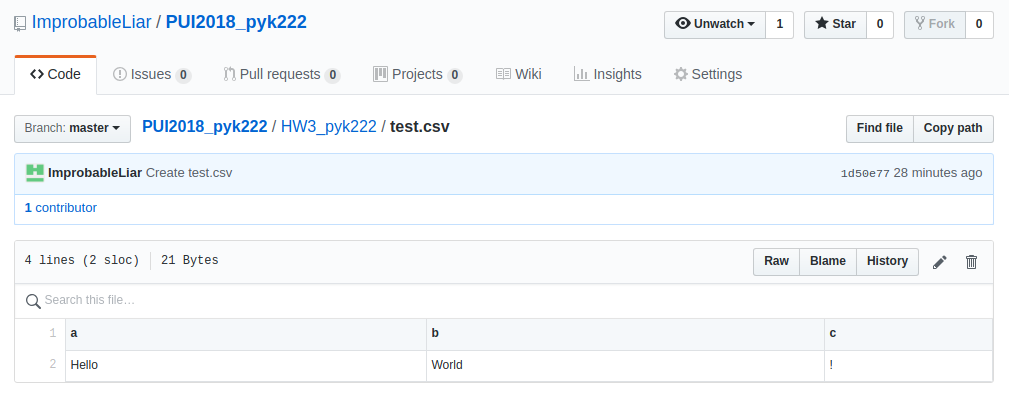 ImprobableLiar / PUI2018_pyk222
Unwatch 1 Star 0 Fork 0
Code Issues 0 Pull requests 0 Projects 0 Wiki Insights Settings
Branch: master PUI2018_pyk222 / HW3_pyk222 / test.csv Find file Copy path
ImprobableLiar Create test.csv 1d50e77 28 minutes ago
1 contributor
4 lines (2 sloc) 21 Bytes Raw Blame History
Search this file…
1 a b c
2 Hello World !